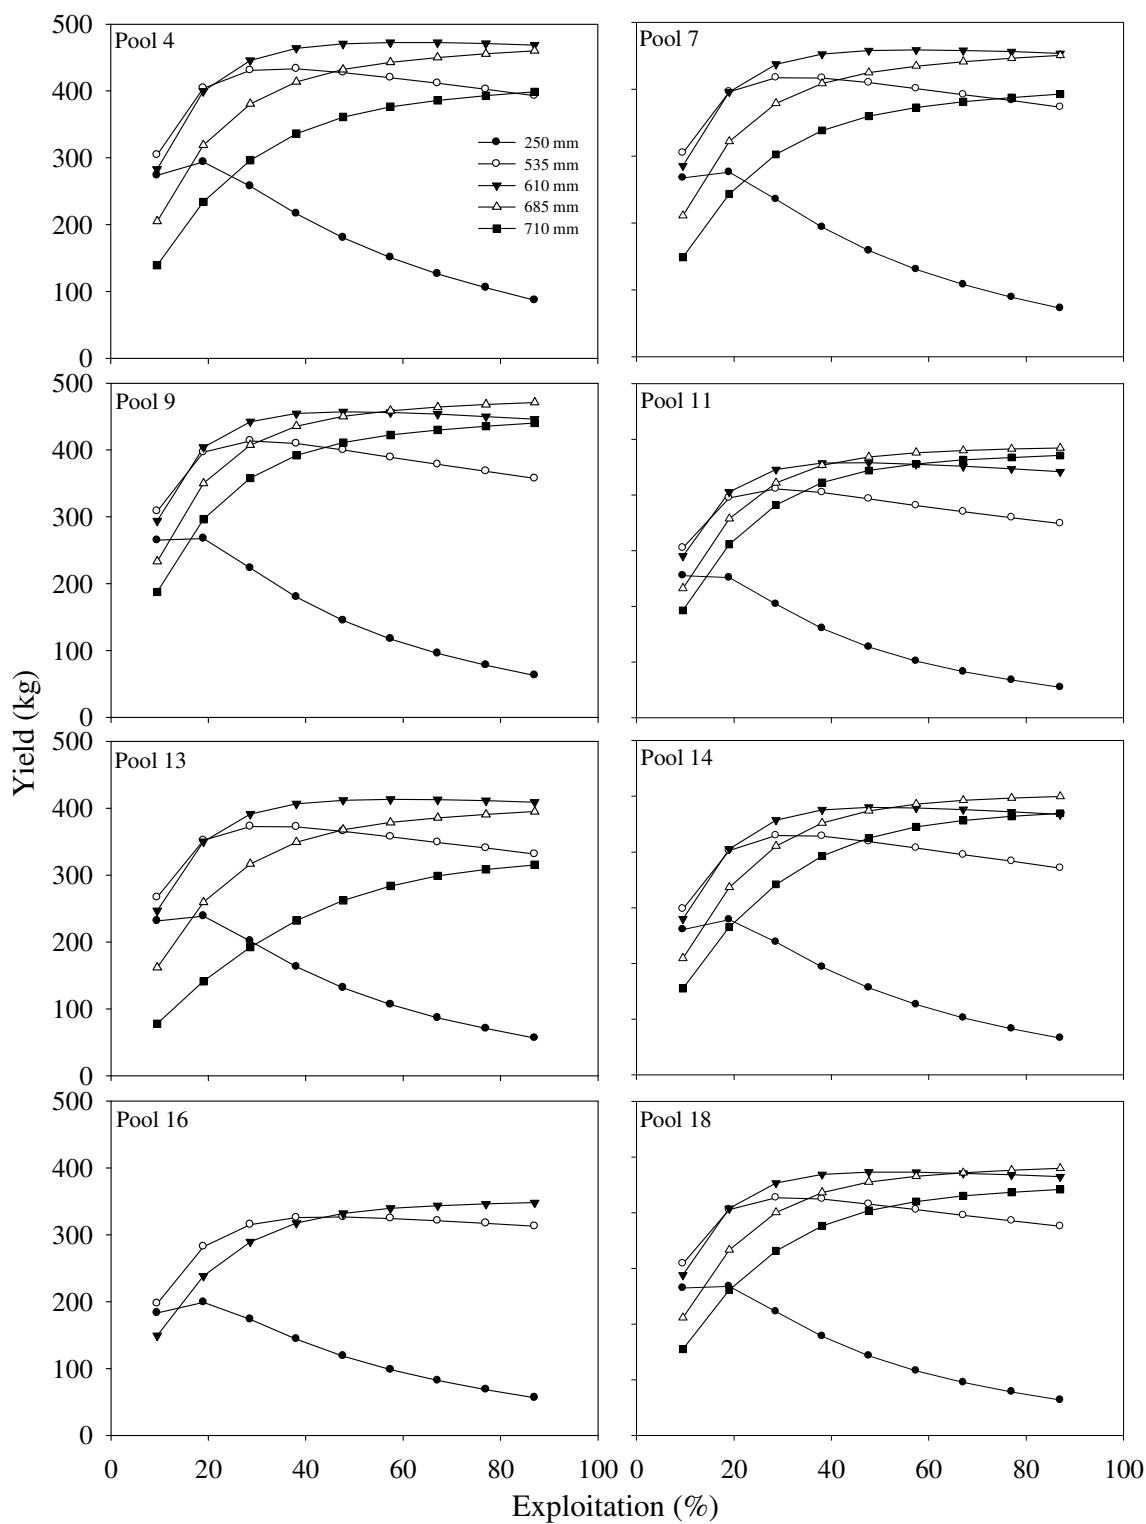 500
Pool 4
Pool 7
400
300
250 mm
535 mm
610 mm
685 mm
710 mm
200
100
0
500
Pool 9
Pool 11
400
300
200
100
0
Yield (kg)
500
Pool 13
Pool 14
400
300
200
100
0
500
Pool 16
Pool 18
400
300
200
100
0
0 20 40 60 80 100 0 20 40 60 80 100
Exploitation (%)